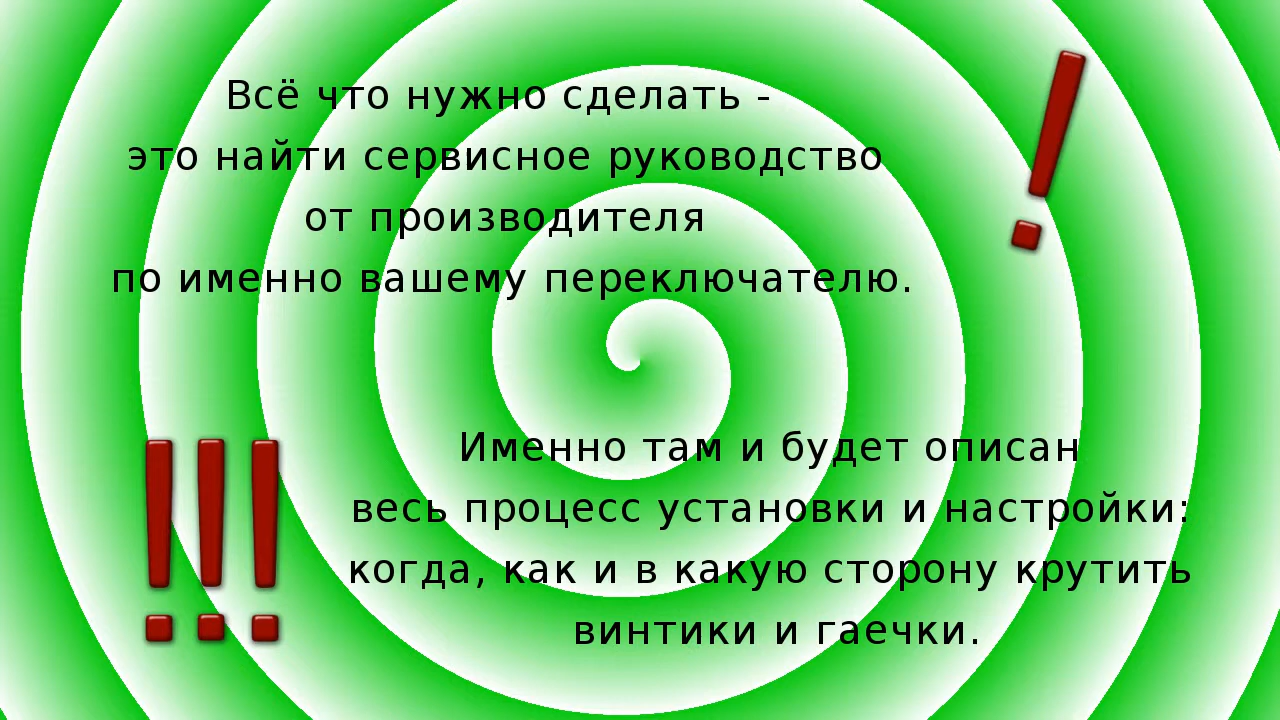 Всё что нужно сделать -
это найти сервисное руководство
от производителя
по именно вашему переключателю.
!
Именно там и будет описан
весь процесс установки и настройки:
когда, как и в какую сторону крутить
винтики и гаечки.
!!!